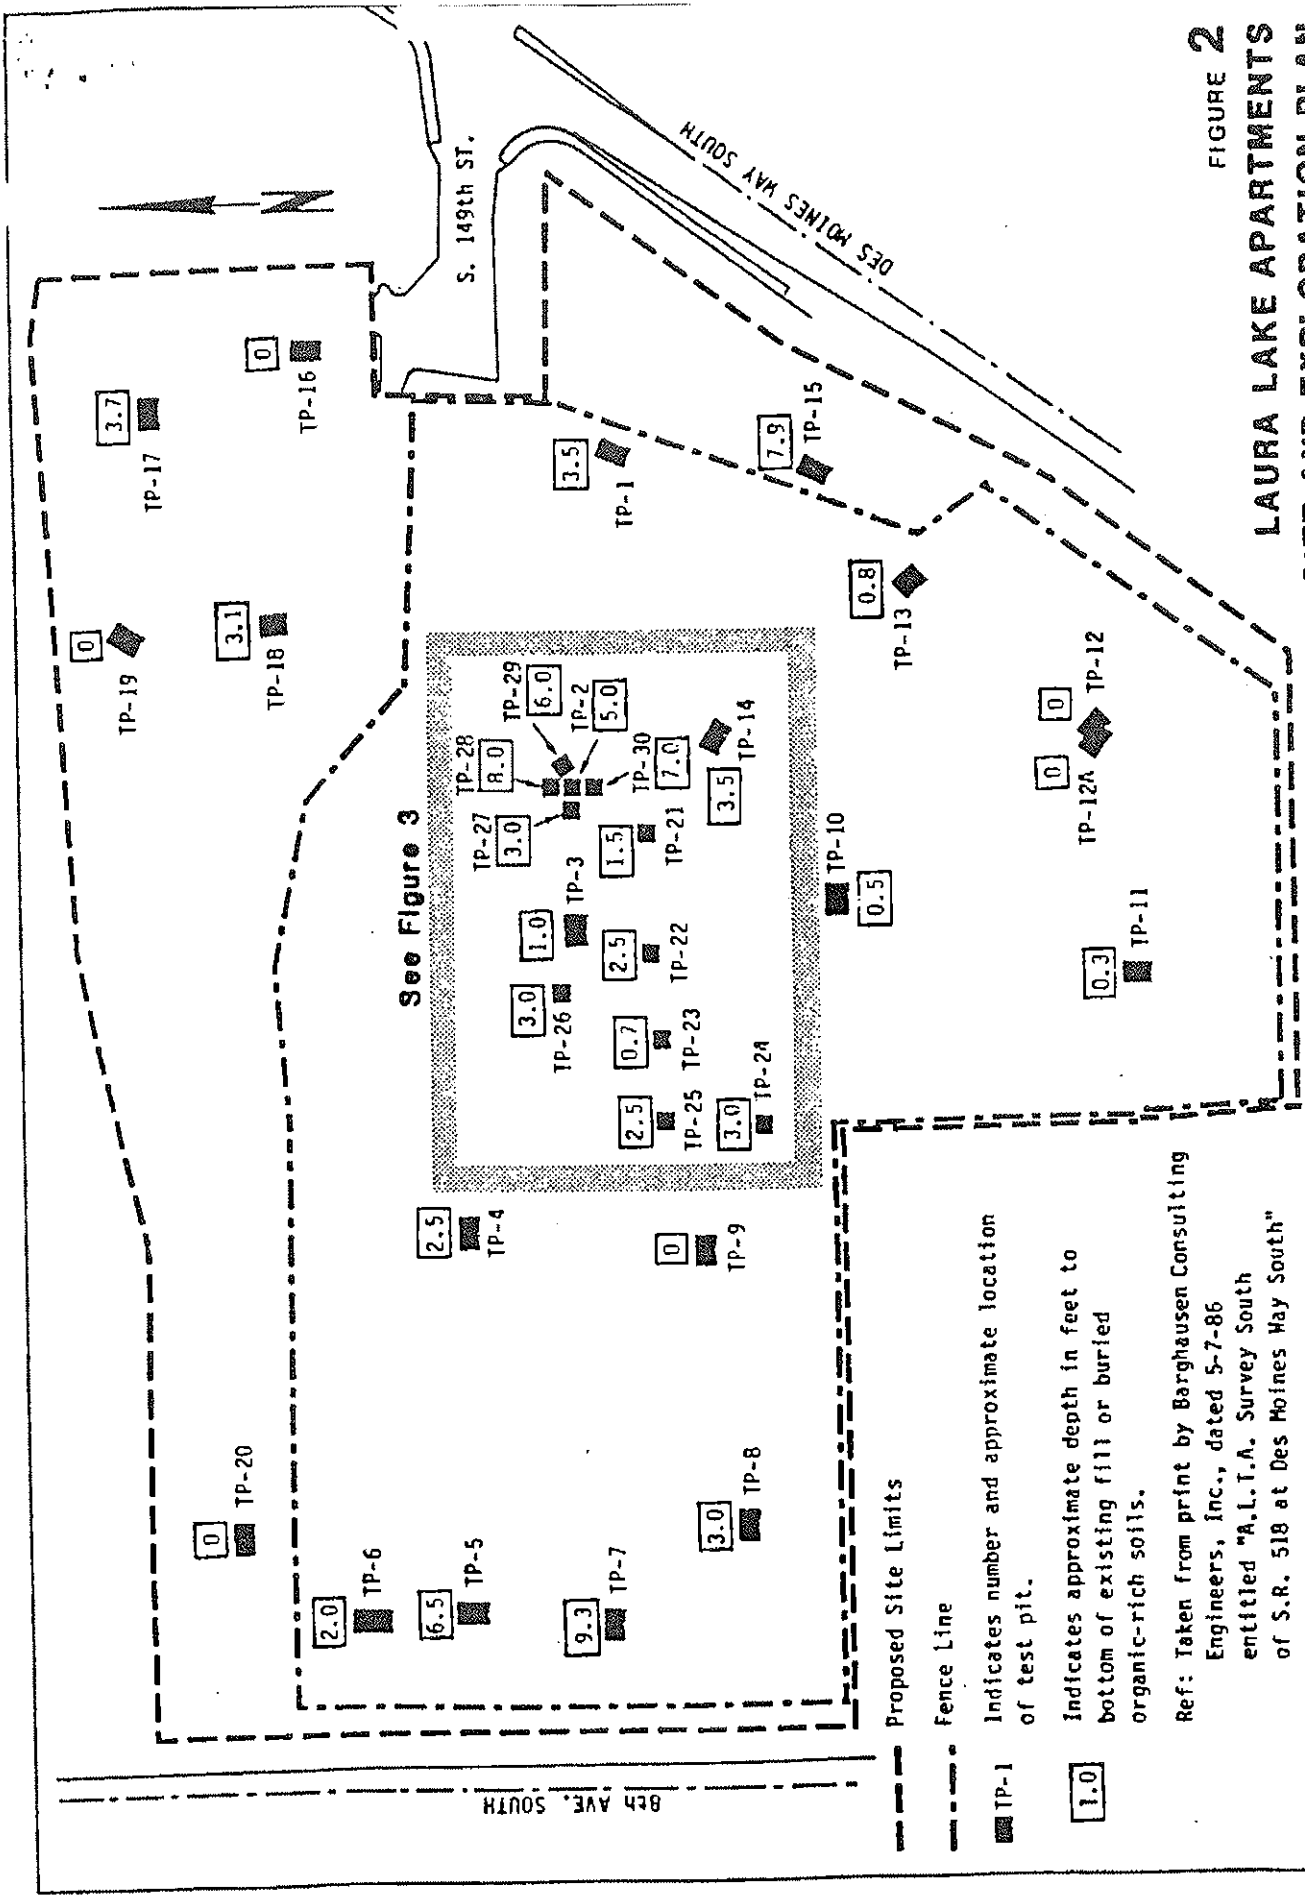 FIGURE 2
LAURA LAKE APARTMENTS
SITE AND EXPLORATION PLAN
N
S. 149th ST.
DES MOINES WAY SOUTH
8th AVE. SOUTH
See Figure 3
0
TP-19
3.7
TP-17
0
TP-16
3.1
TP-18
0
TP-20
2.0
TP-6
6.5
TP-5
9.3
TP-7
3.0
TP-8
2.5
TP-4
0
TP-9
3.0
TP-26
1.0
TP-3
TP-27
3.0
TP-28
8.0
TP-29
6.0
TP-2
5.0
TP-30
7.0
1.5
TP-21
2.5
TP-22
0.7
TP-23
2.5
TP-25
3.0
TP-24
3.5
TP-14
3.5
TP-1
7.9
TP-15
0.8
TP-13
TP-10
0.5
0
TP-12
0
TP-12A
0.3
TP-11
Proposed Site Limits
Fence Line
TP-1
Indicates number and approximate location
of test pit.
1.0
Indicates approximate depth in feet to
bottom of existing fill or buried
organic-rich soils.
Ref: Taken from print by Barghausen Consulting
Engineers, Inc., dated 5-7-86
entitled "A.L.T.A. Survey South
of S.R. 518 at Des Moines Way South"